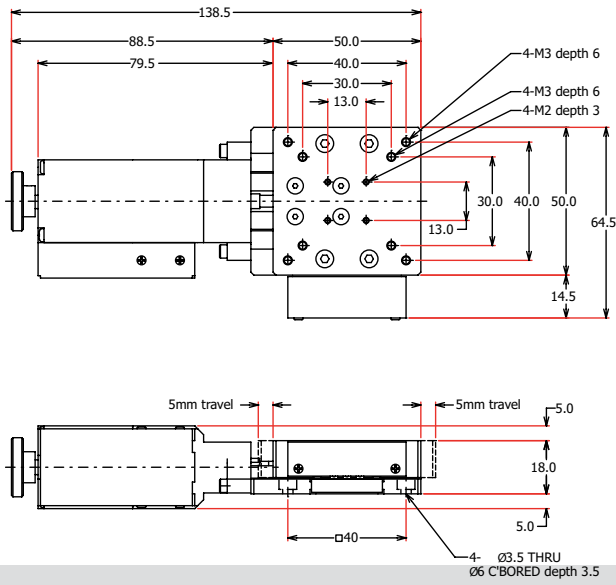 138.5
88.5
50.0
79.5
40.0
30.0
13.0
4-M3 depth 6
4-M3 depth 6
4-M2 depth 3
13.0
30.0
40.0
50.0
64.5
14.5
5mm travel
5mm travel
5.0
18.0
5.0
□40
4- Ø3.5 THRU
Ø6 C'BORED depth 3.5